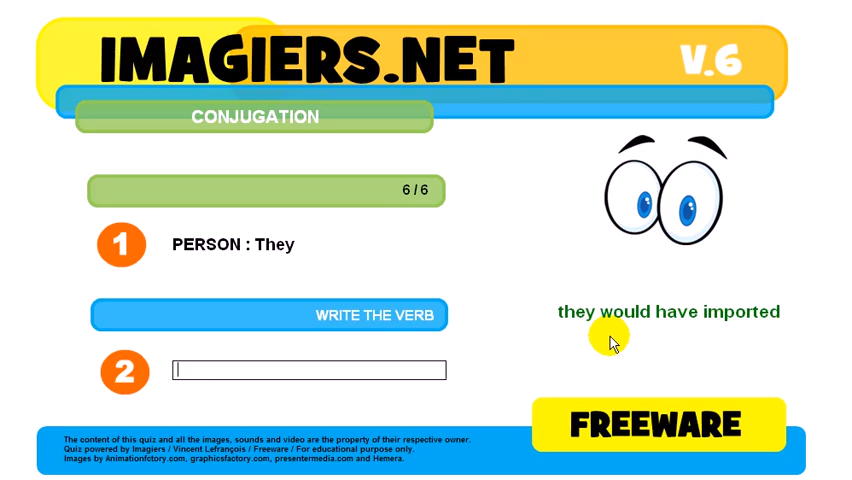 IMAGIERS.NET
V.6
CONJUGATION
6 / 6
1
PERSON : They
WRITE THE VERB
they would have imported
2
FREEWARE
The content of this quiz and all the images, sounds and video are the property of their respective owner.
Quiz powered by Imagiers / Vincent Lefrançois / Freeware / For educational purpose only.
Images by Animationfctory.com, graphicsfactory.com, presentermedia.com and Hemera.